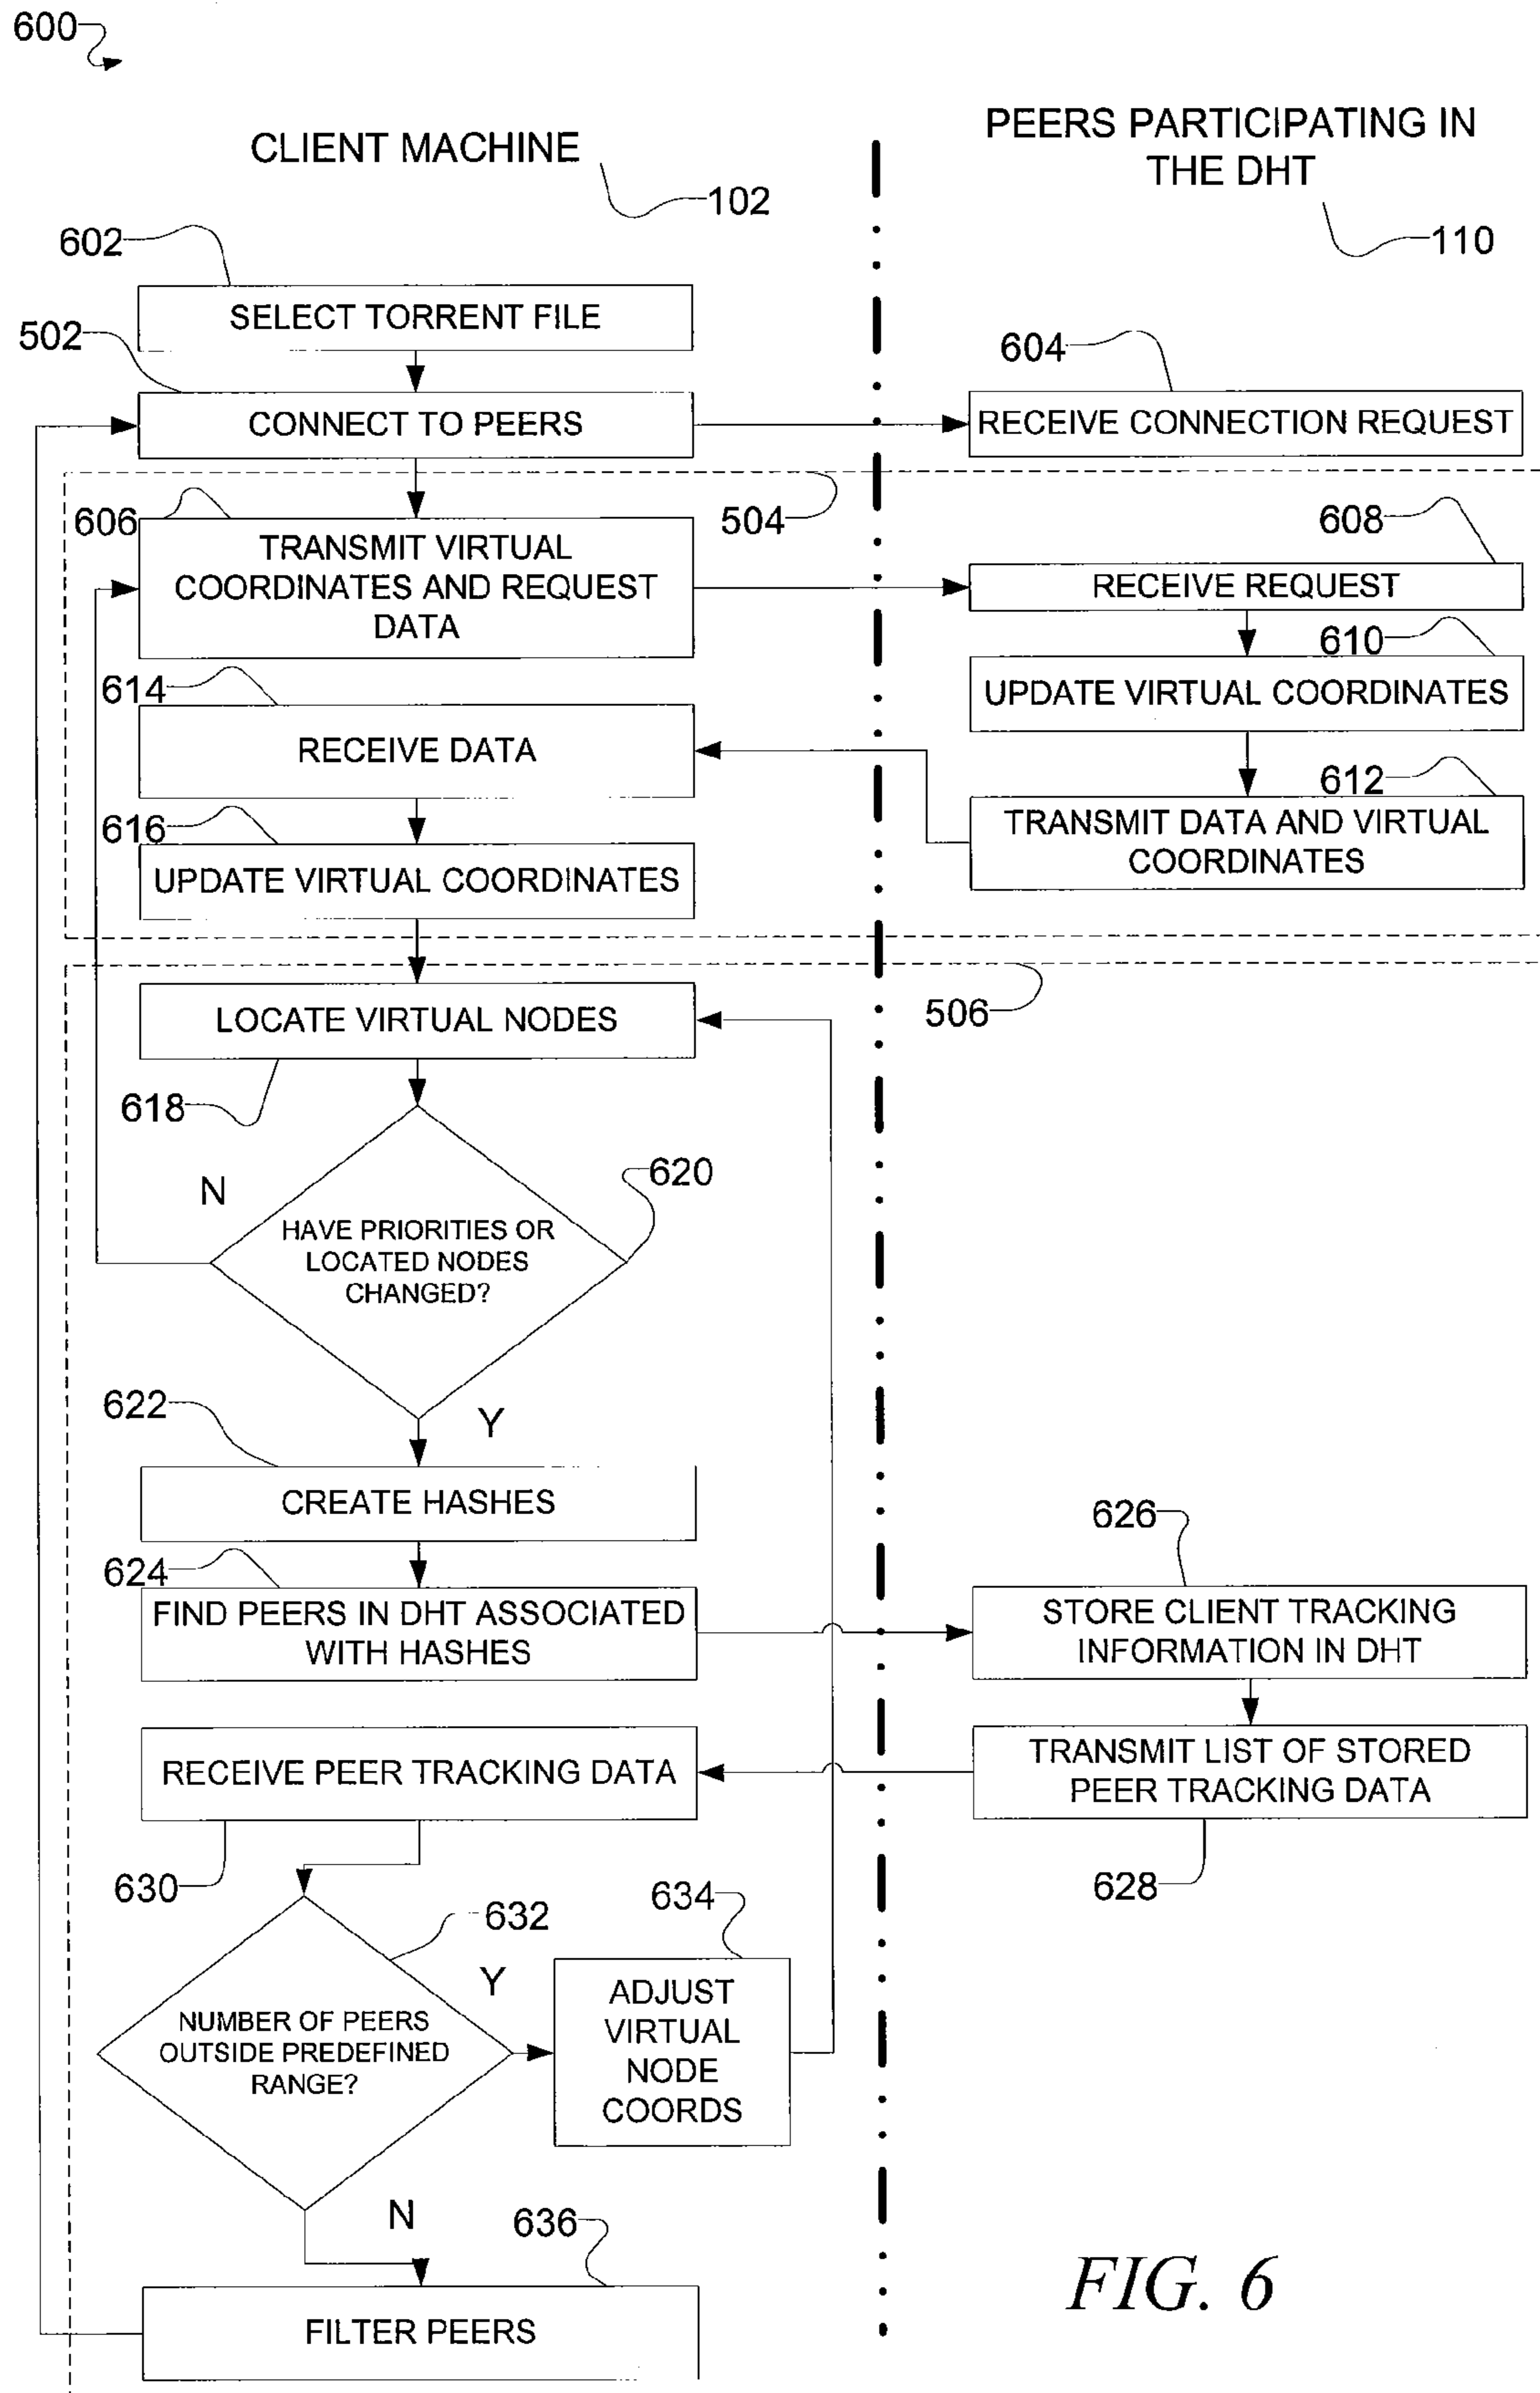 600
CLIENT MACHINE
102
PEERS PARTICIPATING IN
THE DHT
110
602
SELECT TORRENT FILE
502
CONNECT TO PEERS
604
RECEIVE CONNECTION REQUEST
504
606
TRANSMIT VIRTUAL
COORDINATES AND REQUEST
DATA
608
RECEIVE REQUEST
610
UPDATE VIRTUAL COORDINATES
612
TRANSMIT DATA AND VIRTUAL
COORDINATES
614
RECEIVE DATA
616
UPDATE VIRTUAL COORDINATES
506
LOCATE VIRTUAL NODES
618
N
620
HAVE PRIORITIES OR
LOCATED NODES
CHANGED?
Y
622
CREATE HASHES
624
FIND PEERS IN DHT ASSOCIATED
WITH HASHES
626
STORE CLIENT TRACKING
INFORMATION IN DHT
TRANSMIT LIST OF STORED
PEER TRACKING DATA
628
RECEIVE PEER TRACKING DATA
630
632
NUMBER OF PEERS
OUTSIDE PREDEFINED
RANGE?
Y
634
ADJUST
VIRTUAL
NODE
COORDS
N
636
FILTER PEERS
FIG. 6